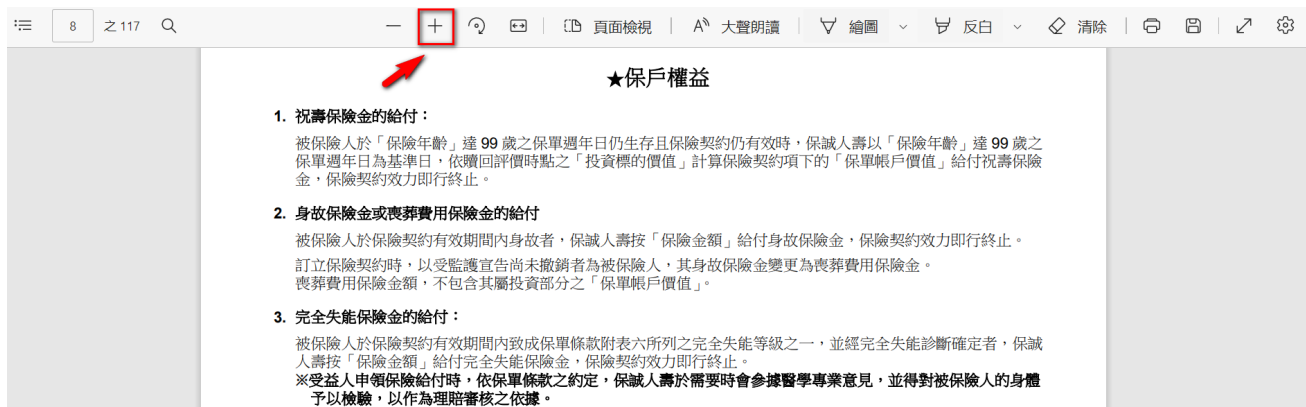 8 之 117 頁面檢視 A 大聲朗讀 繪圖 反白 清除
★保戶權益
1. 祝壽保險金的給付：
被保險人於「保險年齡」達 99 歲之保單週年日仍生存且保險契約仍有效時，保誠人壽以「保險年齡」達 99 歲之
保單週年日為基準日，依贖回評價時點之「投資標的價值」計算保險契約項下的「保單帳戶價值」給付祝壽保險
金，保險契約效力即行終止。
2. 身故保險金或喪葬費用保險金的給付
被保險人於保險契約有效期間內身故者，保誠人壽按「保險金額」給付身故保險金，保險契約效力即行終止。
訂立保險契約時，以受監護宣告尚未撤銷者為被保險人，其身故保險金變更為喪葬費用保險金。
喪葬費用保險金額，不包含其屬投資部分之「保單帳戶價值」。
3. 完全失能保險金的給付：
被保險人於保險契約有效期間內致成保單條款附表六所列之完全失能等級之一，並經完全失能診斷確定者，保誠
人壽按「保險金額」給付完全失能保險金，保險契約效力即行終止。
※受益人申領保險給付時，依保單條款之約定，保誠人壽於需要時會參據醫學專業意見，並得對被保險人的身體
予以檢驗，以作為理賠審核之依據。